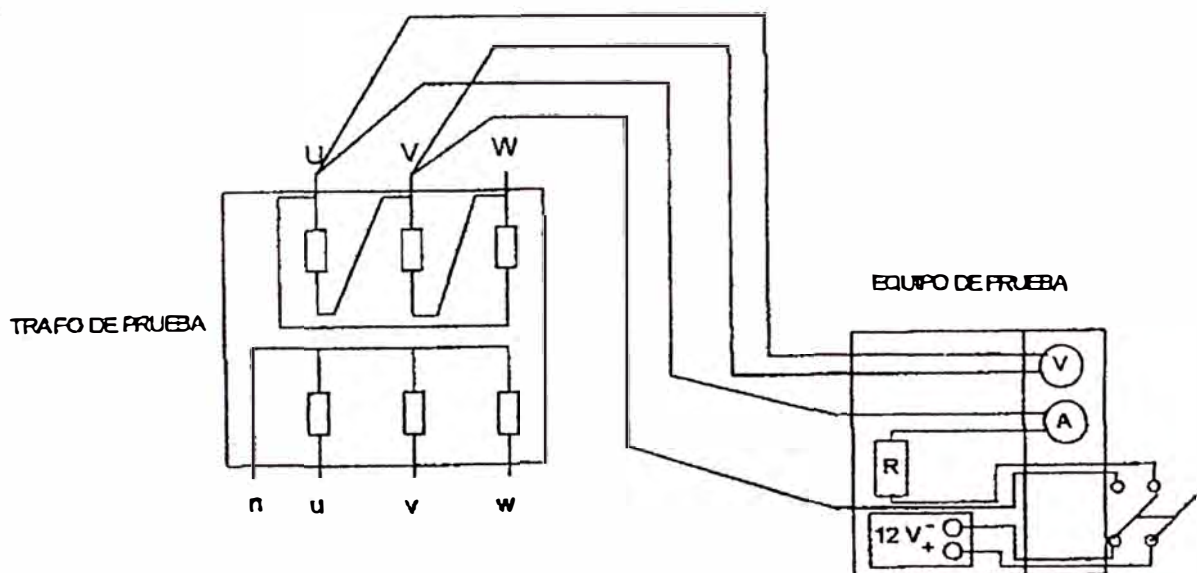 U V W
TRAFO DE PRUEBA
n u v w
EQUIPO DE PRUEBA
V
A
R
12 V - +